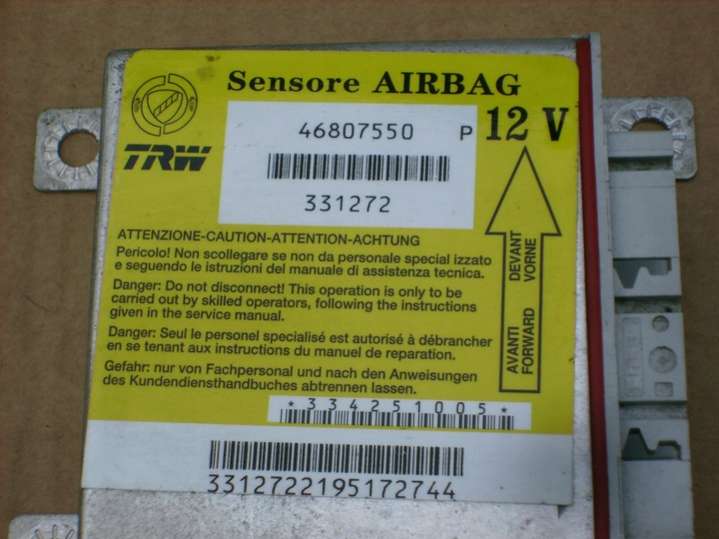 Sensore AIRBAG
46807550 P 12 V
TRW
331272
ATTENZIONE-CAUTION-ATTENTION-ACHTUNG
Pericolo! Non scollegare se non da personale special izzato
e seguendo le istruzioni del manuale di assistenza tecnica.
Danger: Do not disconnect! This operation is only to be
carried out by skilled operators, following the instructions
given in the service manual.
Danger: Seul le personel specialisé est autorisé à débrancher
en se tenant aux instructions du manuel de reparation.
Gefahr: nur von Fachpersonal und nach den Anweisungen
des Kundendiensthandbuches abtrennen lassen.
AVANTI DEVANT
FORWARD VORNE
*334251005*
3312722195172744